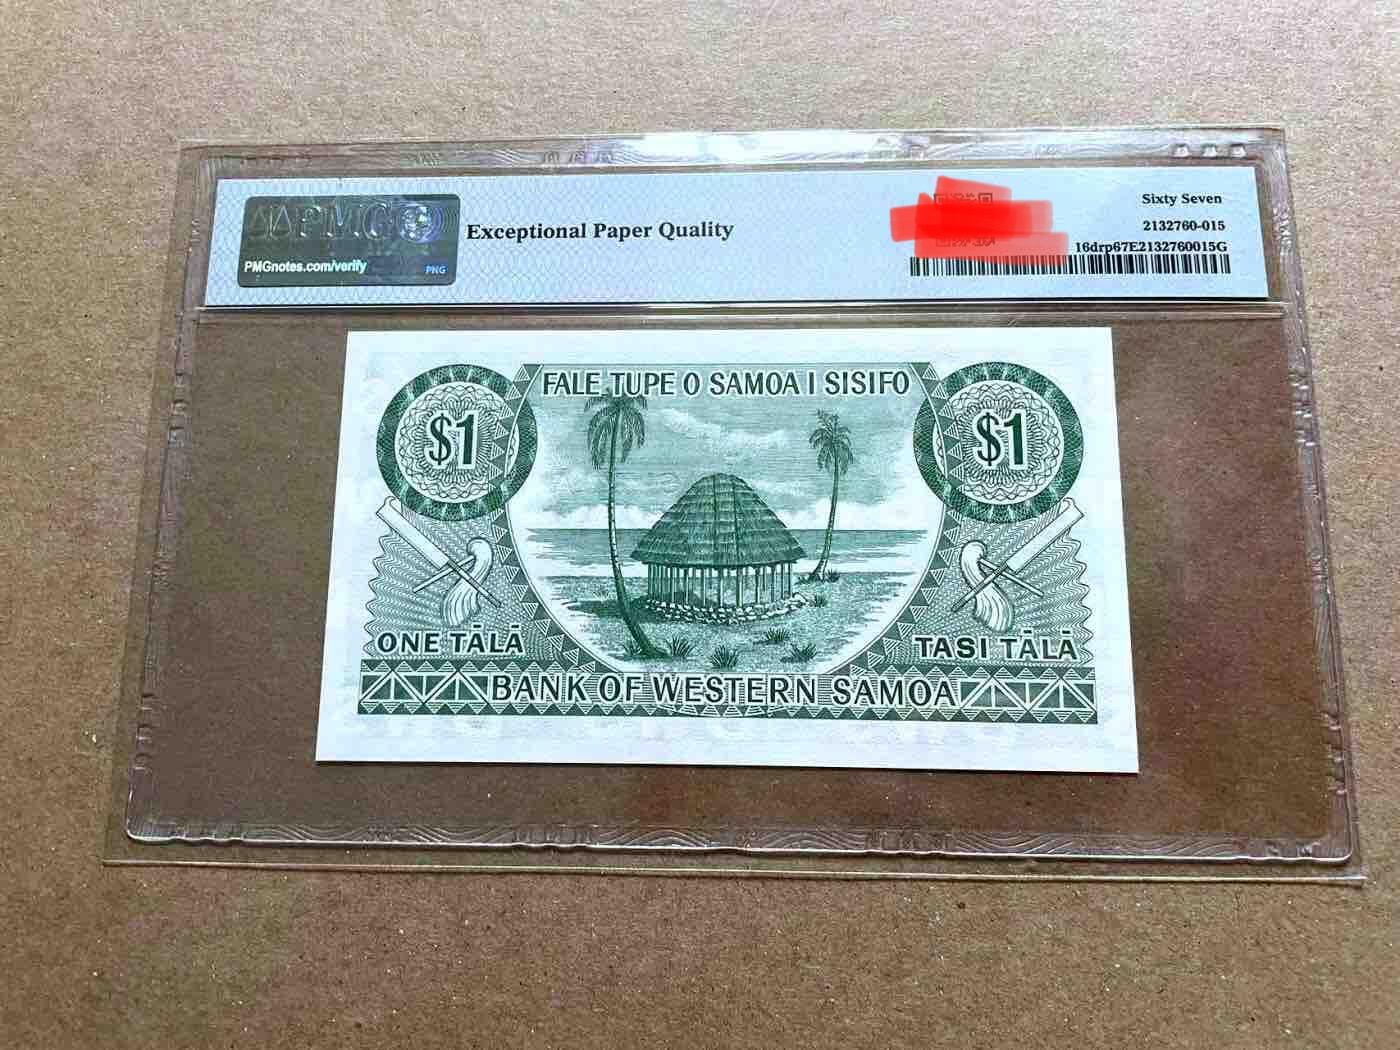 PMG
PMGnotes.com/verify
PNG
Exceptional Paper Quality
Sixty Seven
2132760-015
16drp67E2132760015G
FALE TUPE O SAMOA I SISIFO
$1
$1
ONE TĀLĀ
TASI TĀLĀ
BANK OF WESTERN SAMOA